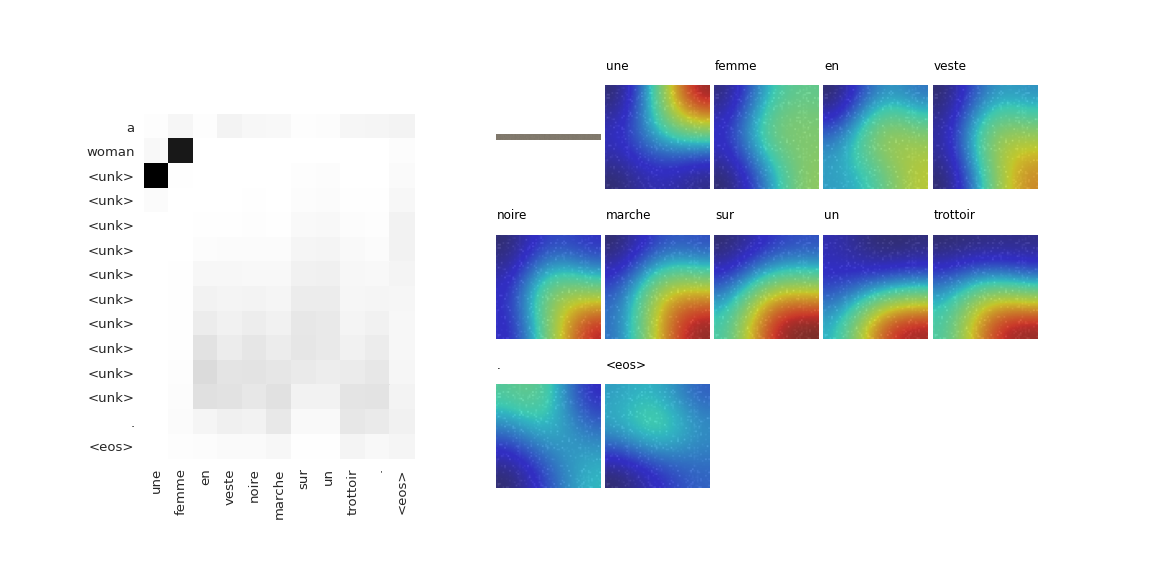 a
woman
<unk>
<unk>
<unk>
<unk>
<unk>
<unk>
<unk>
<unk>
<unk>
<unk>
.
<eos>
une femme en veste noire marche sur un trottoir . <eos>
une femme en veste
noire marche sur un trottoir
. <eos>